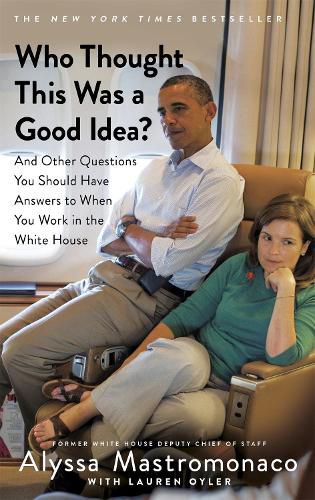 THE NEW YORK TIMES BESTSELLER
Who Thought
This Was a
Good Idea?
And Other Questions
You Should Have
Answers to When
You Work in the
White House
FORMER WHITE HOUSE DEPUTY CHIEF OF STAFF
Alyssa Mastromonaco
WITH LAUREN OYLER